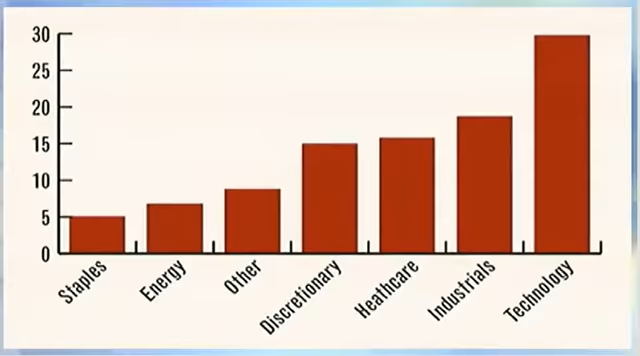 30
25
20
15
10
5
0
Staples
Energy
Other
Discretionary
Heathcare
Industrials
Technology